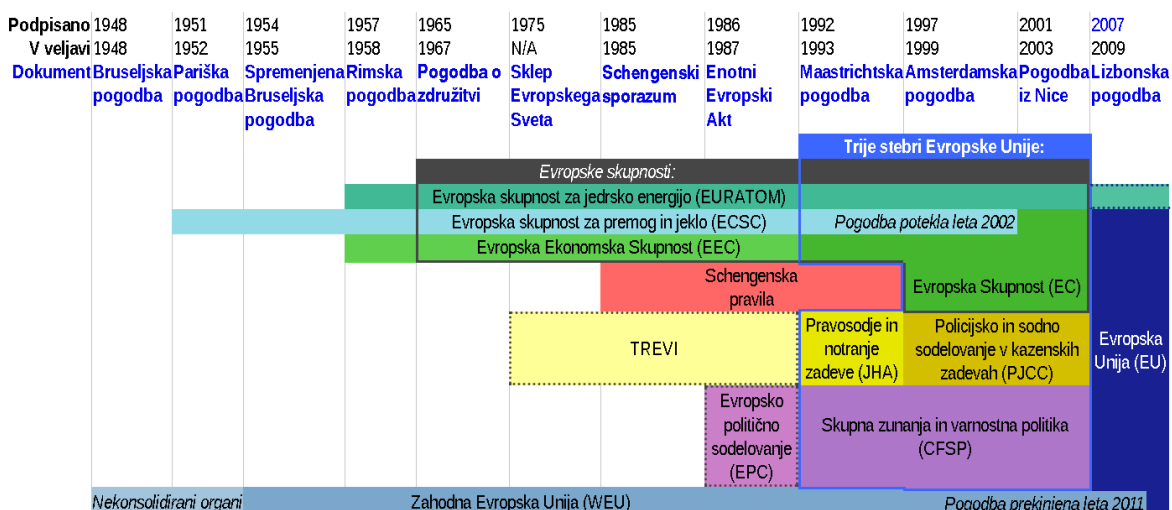 Podpisano 1948 1951 1954 1957 1965 1975 1985 1986 1992 1997 2001 2007
V veljavi 1948 1952 1955 1958 1967 N/A 1985 1987 1993 1999 2003 2009
Dokument Bruseljska pogodba Pariška pogodba Spremenjena Bruseljska pogodba Rimska pogodba Pogodba o združitvi Sklep Evropskega Sveta Schengenski sporazum Enotni Evropski Akt Maastrichtska pogodba Amsterdamska pogodba Pogodba iz Nice Lizbonska pogodba
Trije stebri Evropske Unije:
Evropske skupnosti:
Evropska skupnost za jedrsko energijo (EURATOM)
Evropska skupnost za premog in jeklo (ECSC) Pogodba potekla leta 2002
Evropska Ekonomska Skupnost (EEC)
Schengenska
pravila
Evropska Skupnost (EC)
TREVI
Pravosodje in
notranje
zadeve (JHA)
Policijsko in sodno
sodelovanje v kazenskih
zadevah (PJCC)
Evropska
Unija (EU)
Evropsko
politično
sodelovanje
(EPC)
Skupna zunanja in varnostna politika
(CFSP)
Nekonsolidirani organi Zahodna Evropska Unija (WEU) Pogodba prekinjena leta 2011